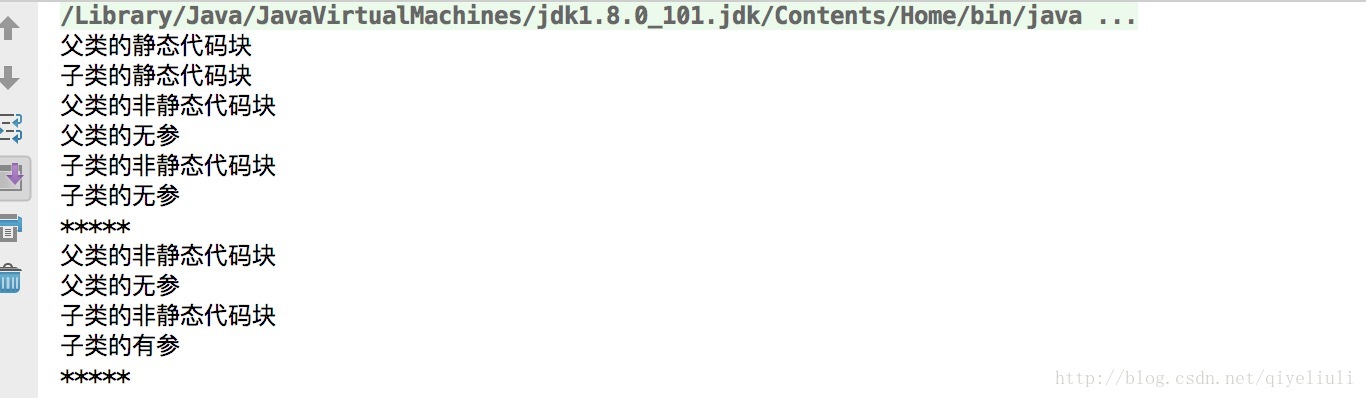 /Library/Java/JavaVirtualMachines/jdk1.8.0_101.jdk/Contents/Home/bin/java ...
父类的静态代码块
子类的静态代码块
父类的非静态代码块
父类的无参
子类的非静态代码块
子类的无参
*****
父类的非静态代码块
父类的无参
子类的非静态代码块
子类的有参
*****
http://blog.csdn.net/qiyeliuli